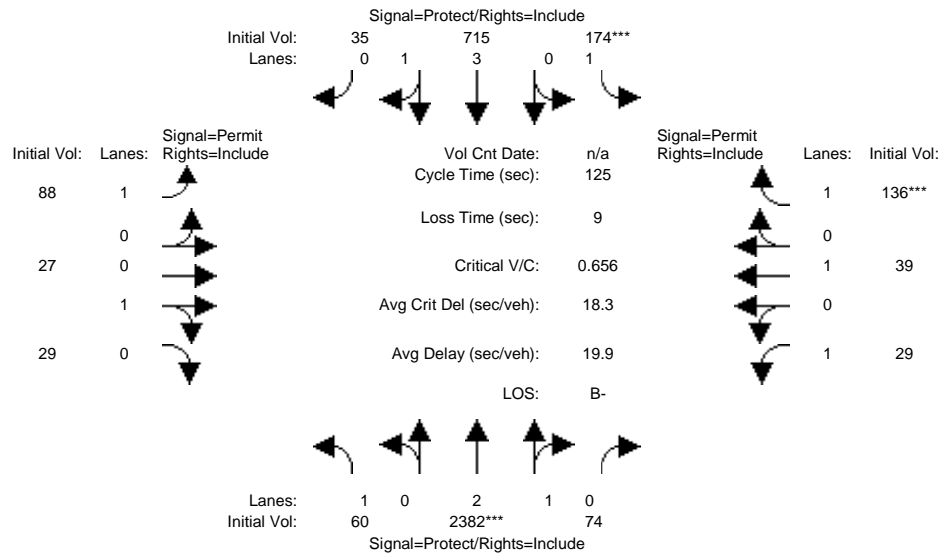 Signal=Protect/Rights=Include
Initial Vol: 35 715 174***
Lanes: 0 1 3 0 1
Signal=Permit Signal=Permit
Initial Vol: Lanes: Rights=Include Vol Cnt Date: n/a Rights=Include Lanes: Initial Vol:
Cycle Time (sec): 125
88 1 1 136***
Loss Time (sec): 9
0 0
27 0 Critical V/C: 0.656 1 39
1 Avg Crit Del (sec/veh): 18.3 0
29 0 Avg Delay (sec/veh): 19.9 1 29
LOS: B-
Lanes: 1 0 2 1 0
Initial Vol: 60 2382*** 74
Signal=Protect/Rights=Include